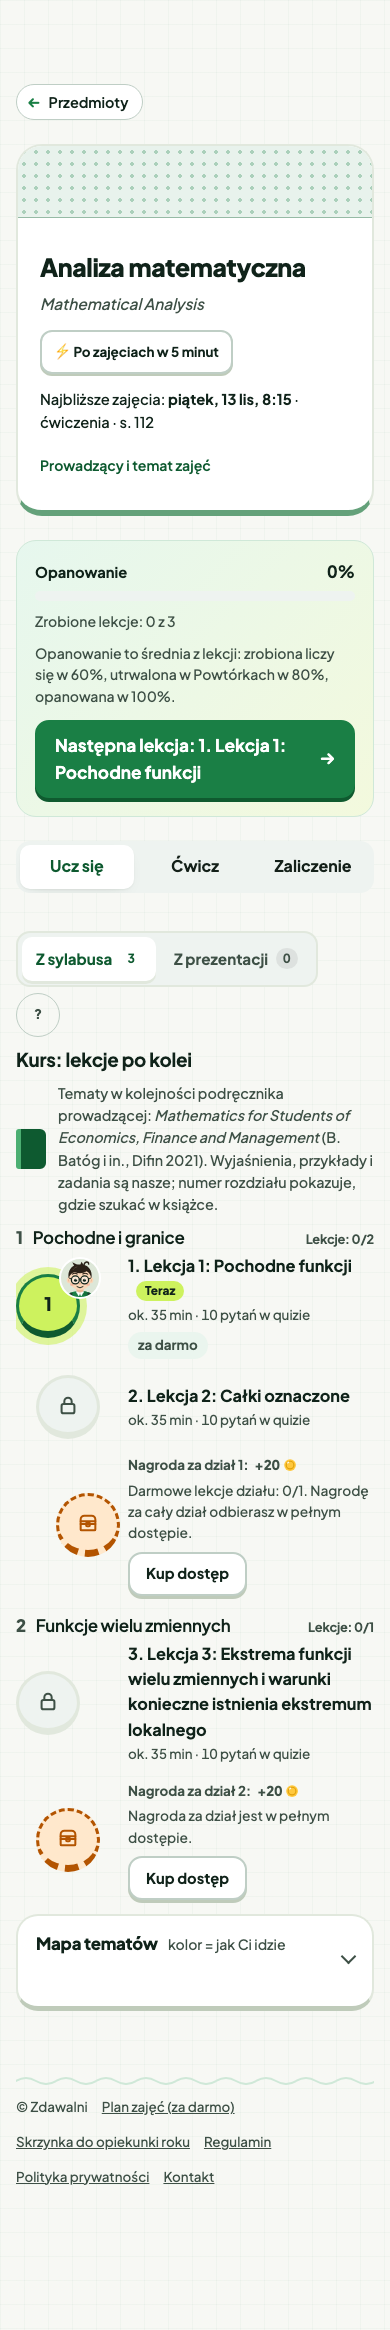 ← Przedmioty
Analiza matematyczna
Mathematical Analysis
⚡ Po zajęciach w 5 minut
Najbliższe zajęcia: piątek, 13 lis, 8:15 ·
ćwiczenia · s. 112
Prowadzący i temat zajęć
Opanowanie 0%
Zrobione lekcje: 0 z 3
Opanowanie to średnia z lekcji: zrobiona liczy
się w 60%, utrwalona w Powtórkach w 80%,
opanowana w 100%.
Następna lekcja: 1. Lekcja 1:
Pochodne funkcji →
Ucz się Ćwicz Zaliczenie
Z sylabusa 3 Z prezentacji 0
?
Kurs: lekcje po kolei
Tematy w kolejności podręcznika
prowadzącej: Mathematics for Students of
Economics, Finance and Management (B.
Batóg i in., Difin 2021). Wyjaśnienia, przykłady i
zadania są nasze; numer rozdziału pokazuje,
gdzie szukać w książce.
1 Pochodne i granice Lekcje: 0/2
1
1. Lekcja 1: Pochodne funkcji
Teraz
ok. 35 min · 10 pytań w quizie
za darmo
2. Lekcja 2: Całki oznaczone
ok. 35 min · 10 pytań w quizie
Nagroda za dział 1: +20
Darmowe lekcje działu: 0/1. Nagrodę
za cały dział odbierasz w pełnym
dostępie.
Kup dostęp
2 Funkcje wielu zmiennych Lekcje: 0/1
3. Lekcja 3: Ekstrema funkcji
wielu zmiennych i warunki
konieczne istnienia ekstremum
lokalnego
ok. 35 min · 10 pytań w quizie
Nagroda za dział 2: +20
Nagroda za dział jest w pełnym
dostępie.
Kup dostęp
Mapa tematów kolor = jak Ci idzie
© Zdawalni Plan zajęć (za darmo)
Skrzynka do opiekunki roku Regulamin
Polityka prywatności Kontakt